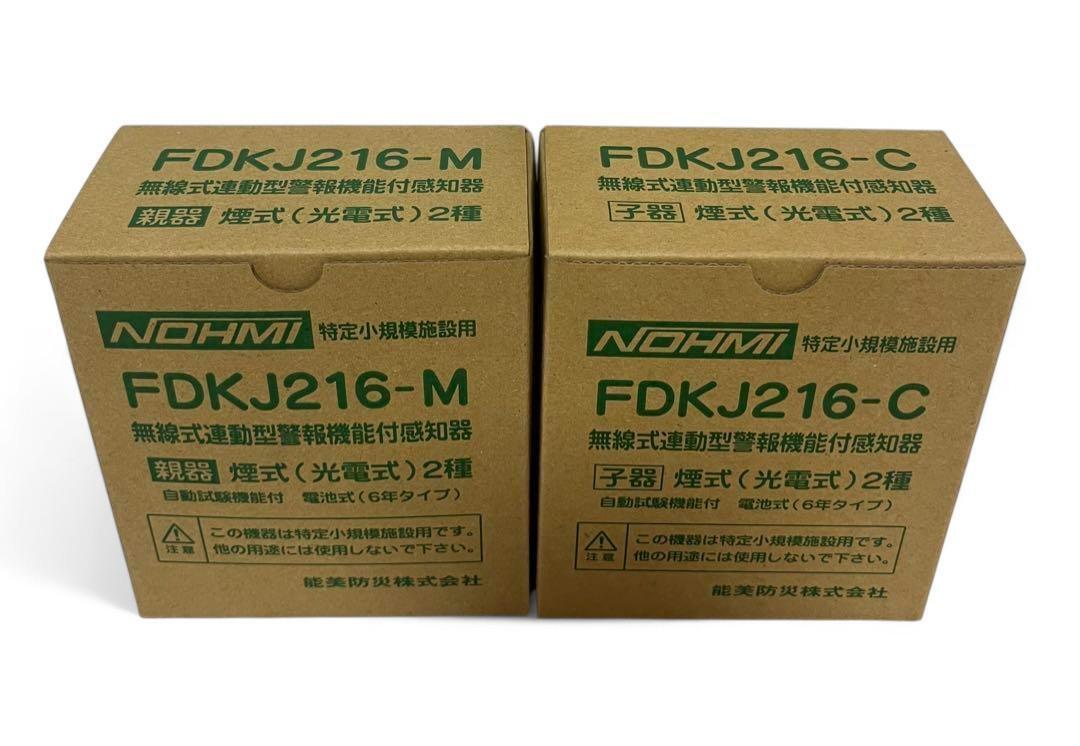 FDKJ216-M
無線式連動型警報機能付感知器
親器 煙式(光電式)2種
NOHMI 特定小規模施設用
FDKJ216-M
無線式連動型警報機能付感知器
親器 煙式(光電式)2種
自動試験機能付 電池式(6年タイプ)
注意
この機器は特定小規模施設用です。
他の用途には使用しないで下さい。
能美防災株式会社
FDKJ216-C
無線式連動型警報機能付感知器
子器 煙式(光電式)2種
NOHMI 特定小規模施設用
FDKJ216-C
無線式連動型警報機能付感知器
子器 煙式(光電式)2種
自動試験機能付 電池式(6年タイプ)
注意
この機器は特定小規模施設用です。
他の用途には使用しないで下さい。
能美防災株式会社